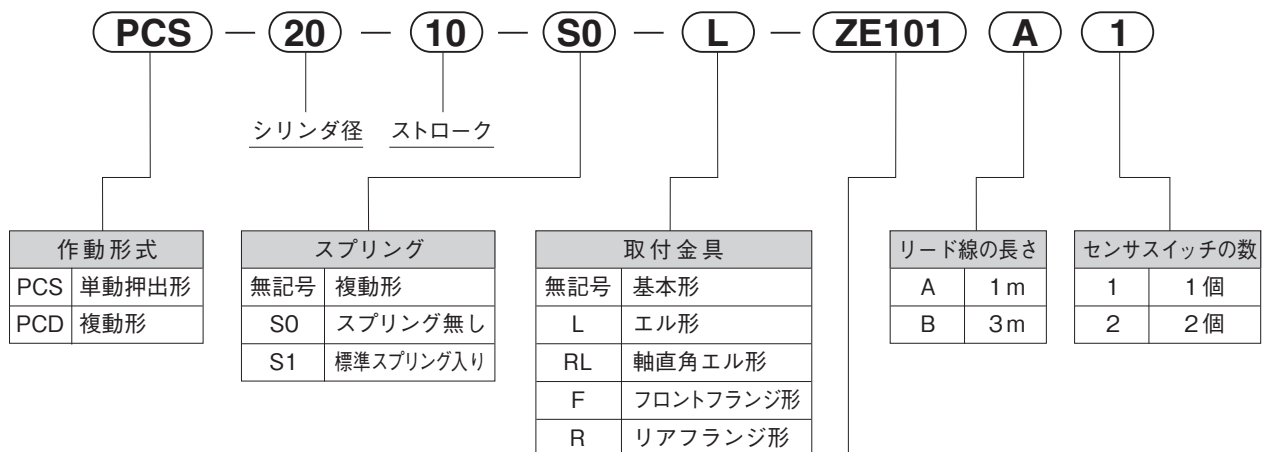 PCS － 20 － 10 － S0 － L － ZE101 A 1
シリンダ径 ストローク
作動形式
PCS 単動押出形
PCD 複動形
スプリング
無記号 複動形
S0 スプリング無し
S1 標準スプリング入り
取付金具
無記号 基本形
L エル形
RL 軸直角エル形
F フロントフランジ形
R リアフランジ形
リード線の長さ
A 1m
B 3m
センサスイッチの数
1 1個
2 2個